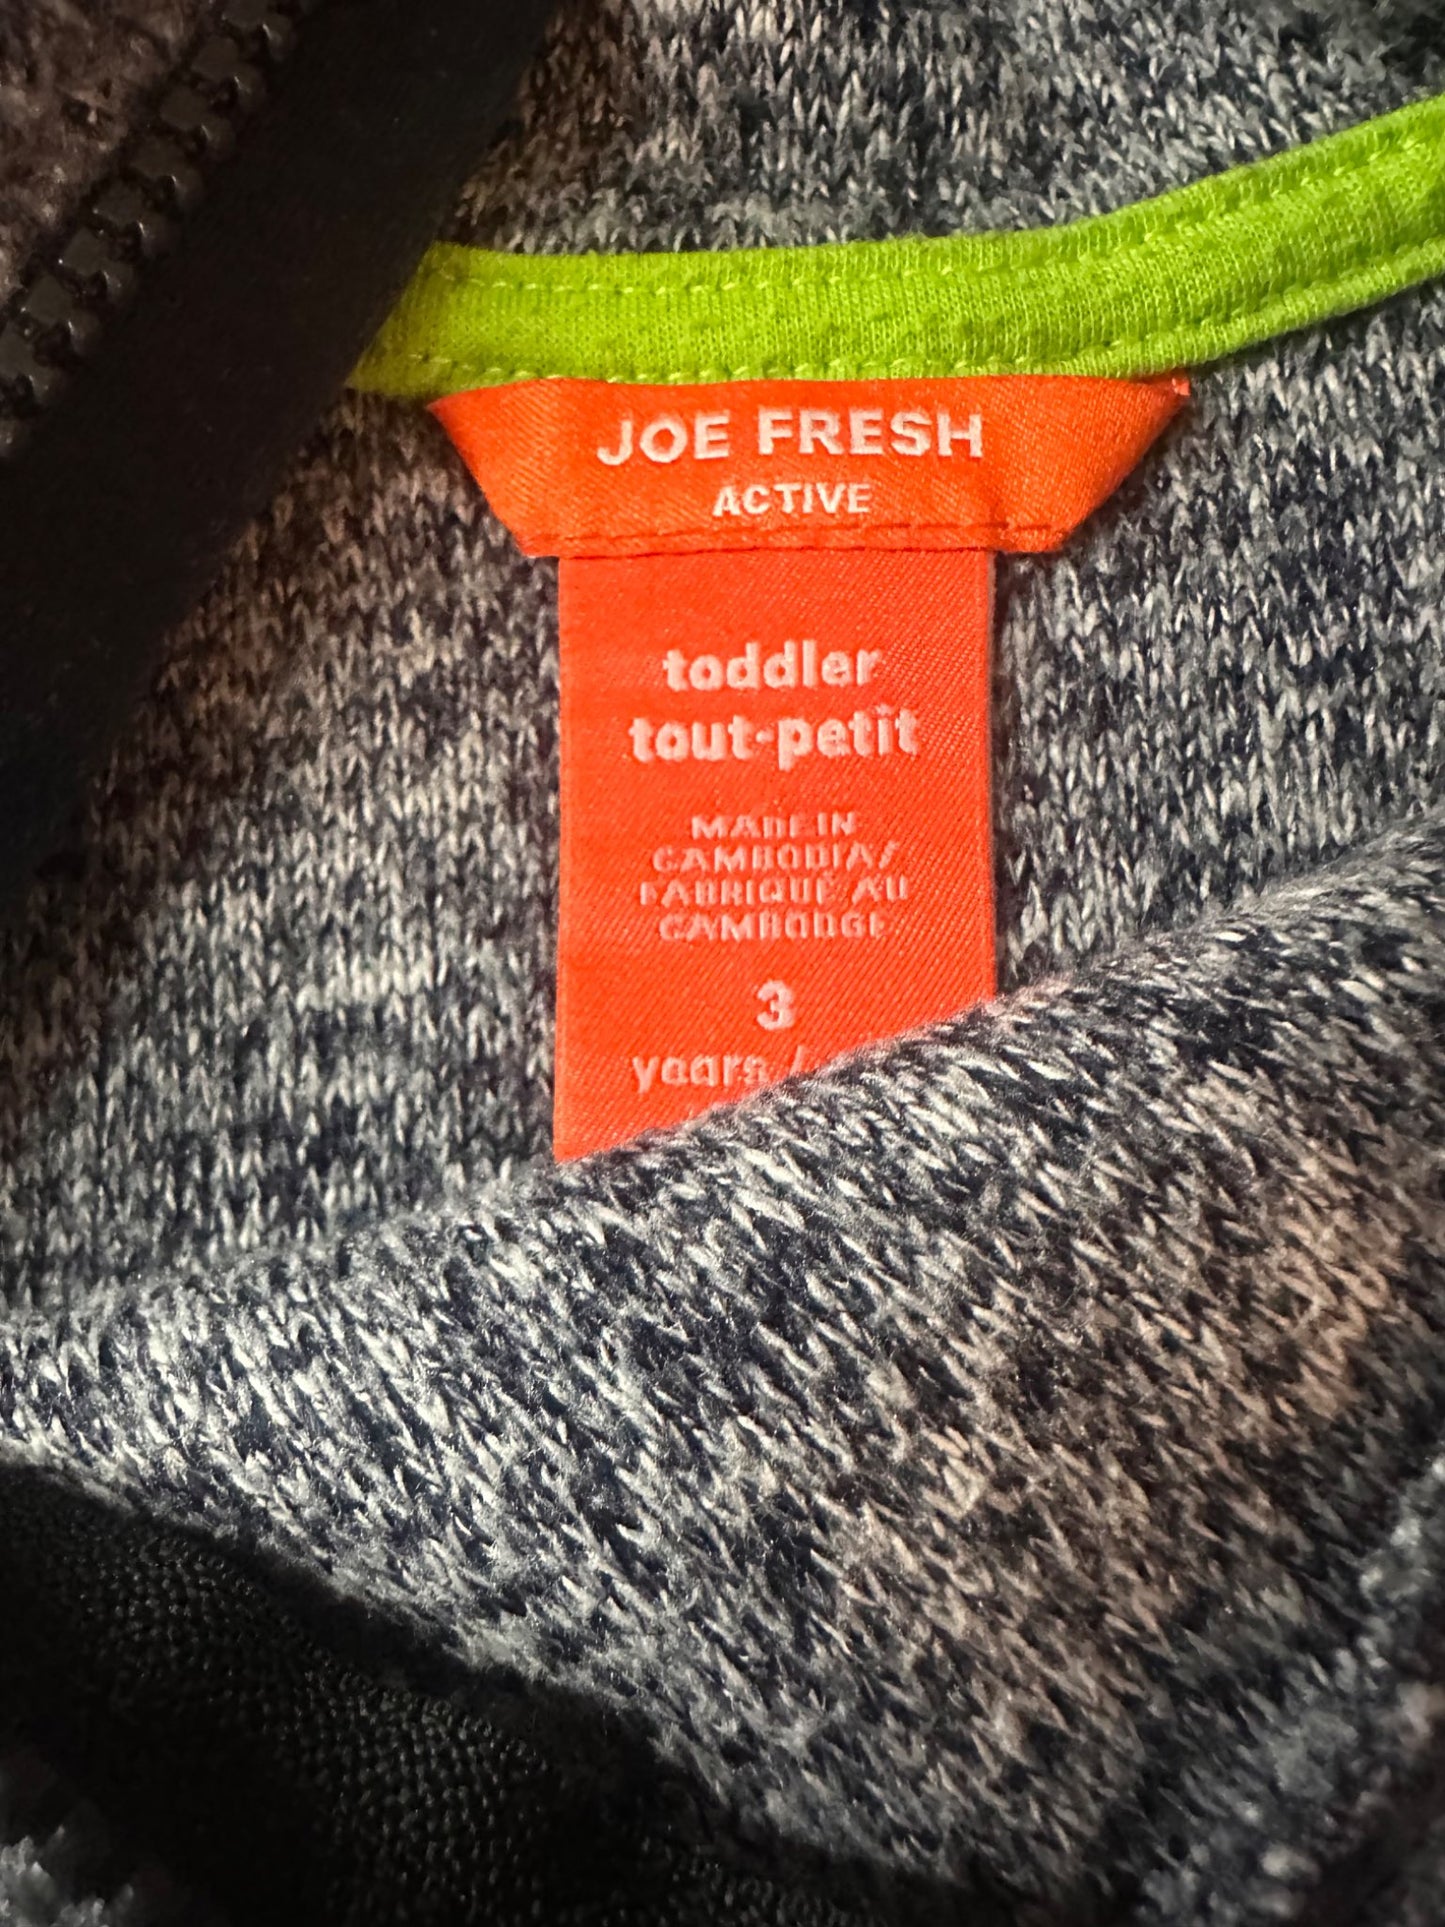 JOE FRESH
ACTIVE
toddler
tout-petit
MADE IN
CAMBODIA/
FABRIQUÉ AU
CAMBODGE
3
years /